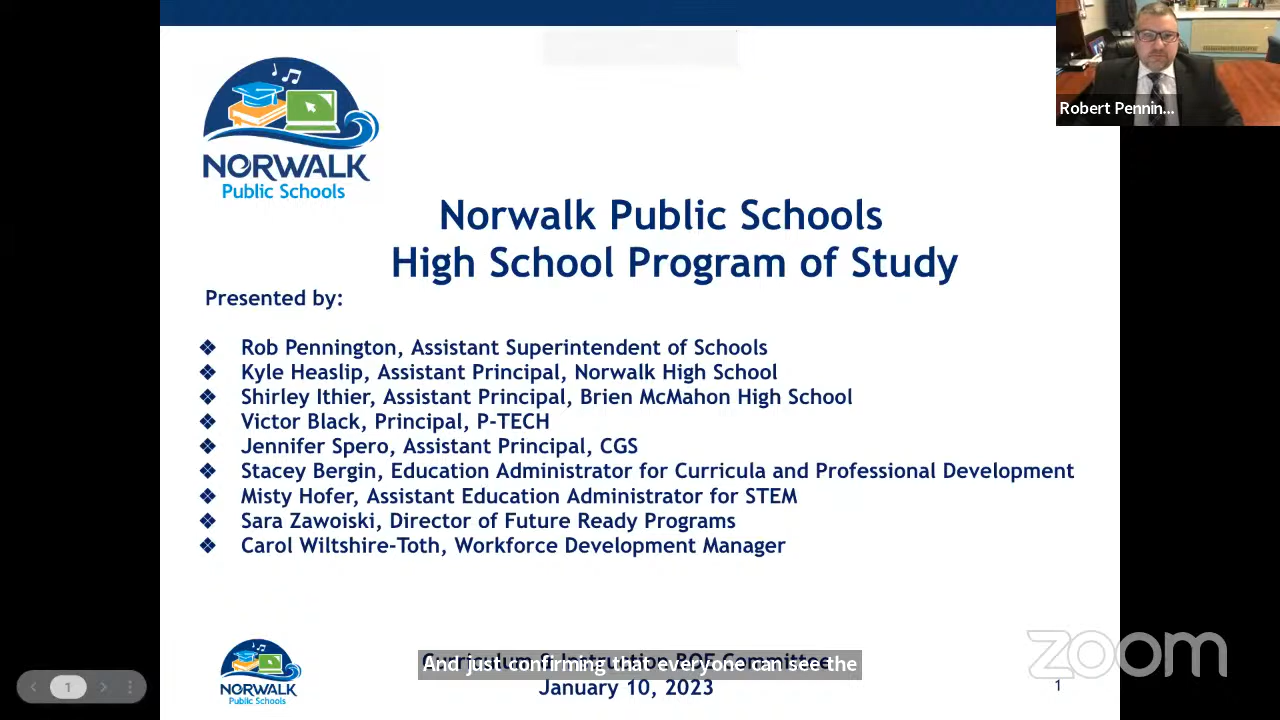 NORWALK
Public Schools
Robert Pennin...
Norwalk Public Schools
High School Program of Study
Presented by:
❖ Rob Pennington, Assistant Superintendent of Schools
❖ Kyle Heaslip, Assistant Principal, Norwalk High School
❖ Shirley Ithier, Assistant Principal, Brien McMahon High School
❖ Victor Black, Principal, P-TECH
❖ Jennifer Spero, Assistant Principal, CGS
❖ Stacey Bergin, Education Administrator for Curricula and Professional Development
❖ Misty Hofer, Assistant Education Administrator for STEM
❖ Sara Zawoiski, Director of Future Ready Programs
❖ Carol Wiltshire-Toth, Workforce Development Manager
NORWALK
Public Schools
Curriculum & Instruction BOE Committee
And just confirming that everyone can see the
January 10, 2023
1
1
zoom